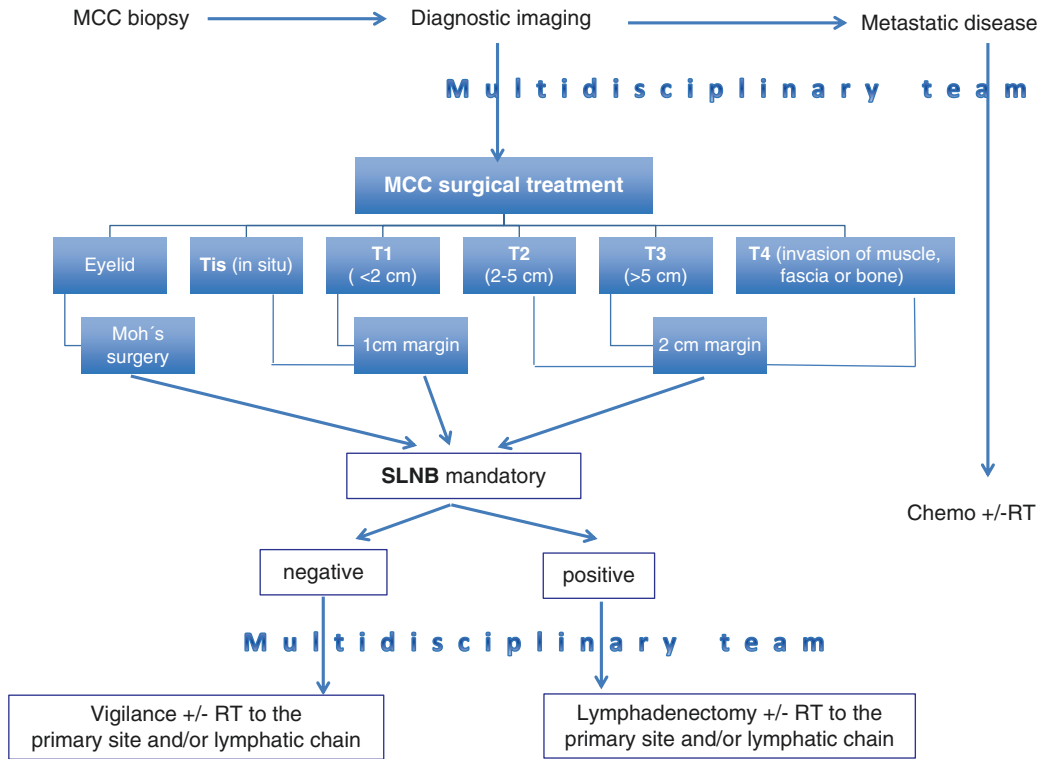 MCC biopsy
Diagnostic imaging
Metastatic disease
Multidisciplinary team
MCC surgical treatment
Eyelid
Tis (in situ)
T1
( <2 cm)
T2
(2-5 cm)
T3
(>5 cm)
T4 (invasion of muscle,
fascia or bone)
Moh´s
surgery
1cm margin
2 cm margin
SLNB mandatory
Chemo +/-RT
negative
positive
Multidisciplinary team
Vigilance +/- RT to the
primary site and/or lymphatic chain
Lymphadenectomy +/- RT to the
primary site and/or lymphatic chain